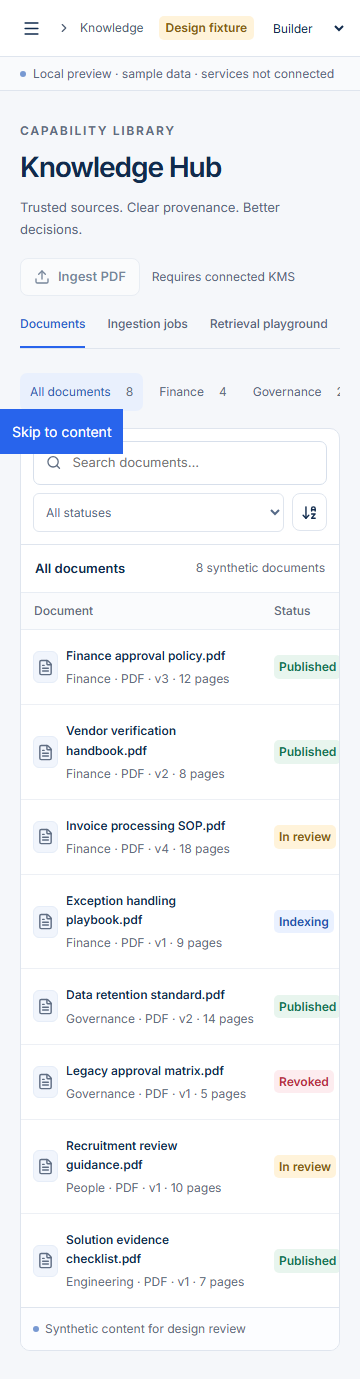 Knowledge
Design fixture
Builder
Local preview · sample data · services not connected
CAPABILITY LIBRARY
Knowledge Hub
Trusted sources. Clear provenance. Better
decisions.
Ingest PDF
Requires connected KMS
Documents
Ingestion jobs
Retrieval playground
All documents 8
Finance 4
Governance
Skip to content
Search documents...
All statuses
All documents
8 synthetic documents
Document
Status
Finance approval policy.pdf
Finance · PDF · v3 · 12 pages
Published
Vendor verification
handbook.pdf
Finance · PDF · v2 · 8 pages
Published
Invoice processing SOP.pdf
Finance · PDF · v4 · 18 pages
In review
Exception handling
playbook.pdf
Finance · PDF · v1 · 9 pages
Indexing
Data retention standard.pdf
Governance · PDF · v2 · 14 pages
Published
Legacy approval matrix.pdf
Governance · PDF · v1 · 5 pages
Revoked
Recruitment review
guidance.pdf
People · PDF · v1 · 10 pages
In review
Solution evidence
checklist.pdf
Engineering · PDF · v1 · 7 pages
Published
Synthetic content for design review